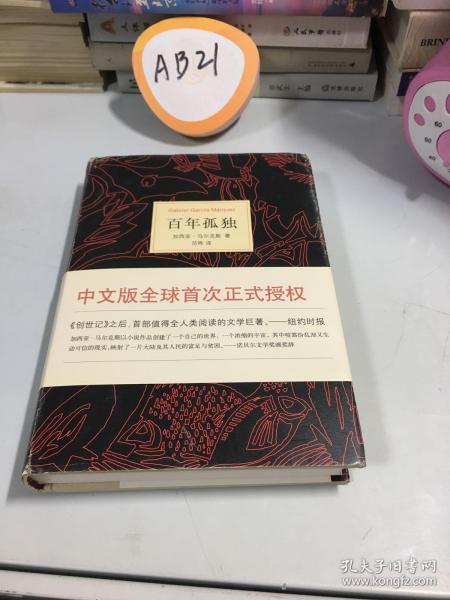 AB21
Gabriel García Márquez
百年孤独
加西亚·马尔克斯 著
范晔 译
中文版全球首次正式授权
《创世记》之后，首部值得全人类阅读的文学巨著。——纽约时报
加西亚·马尔克斯以小说作品创建了一个自己的世界，一个浓缩的宇宙，其中喧嚣纷乱却又生
动可信的现实，映射了一片大陆及其人民的富足与贫困。——诺贝尔文学奖颁奖辞
60
60
BRIN
孔夫子旧书网
www.kongfz.com